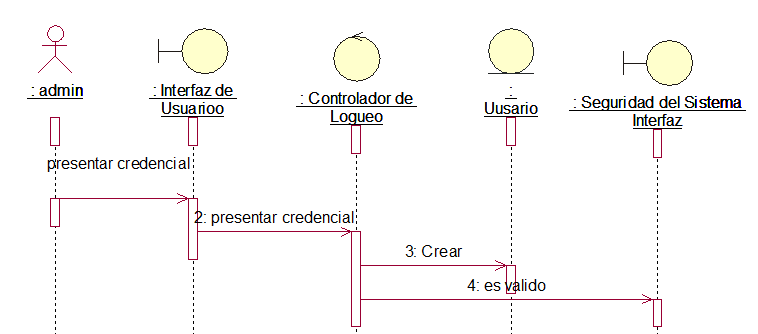 : admin
: Interfaz de
Usuarioo
: Controlador de
Logueo
:
Uusario
: Seguridad del Sistema
Interfaz
presentar credencial
2: presentar credencial
3: Crear
4: es valido